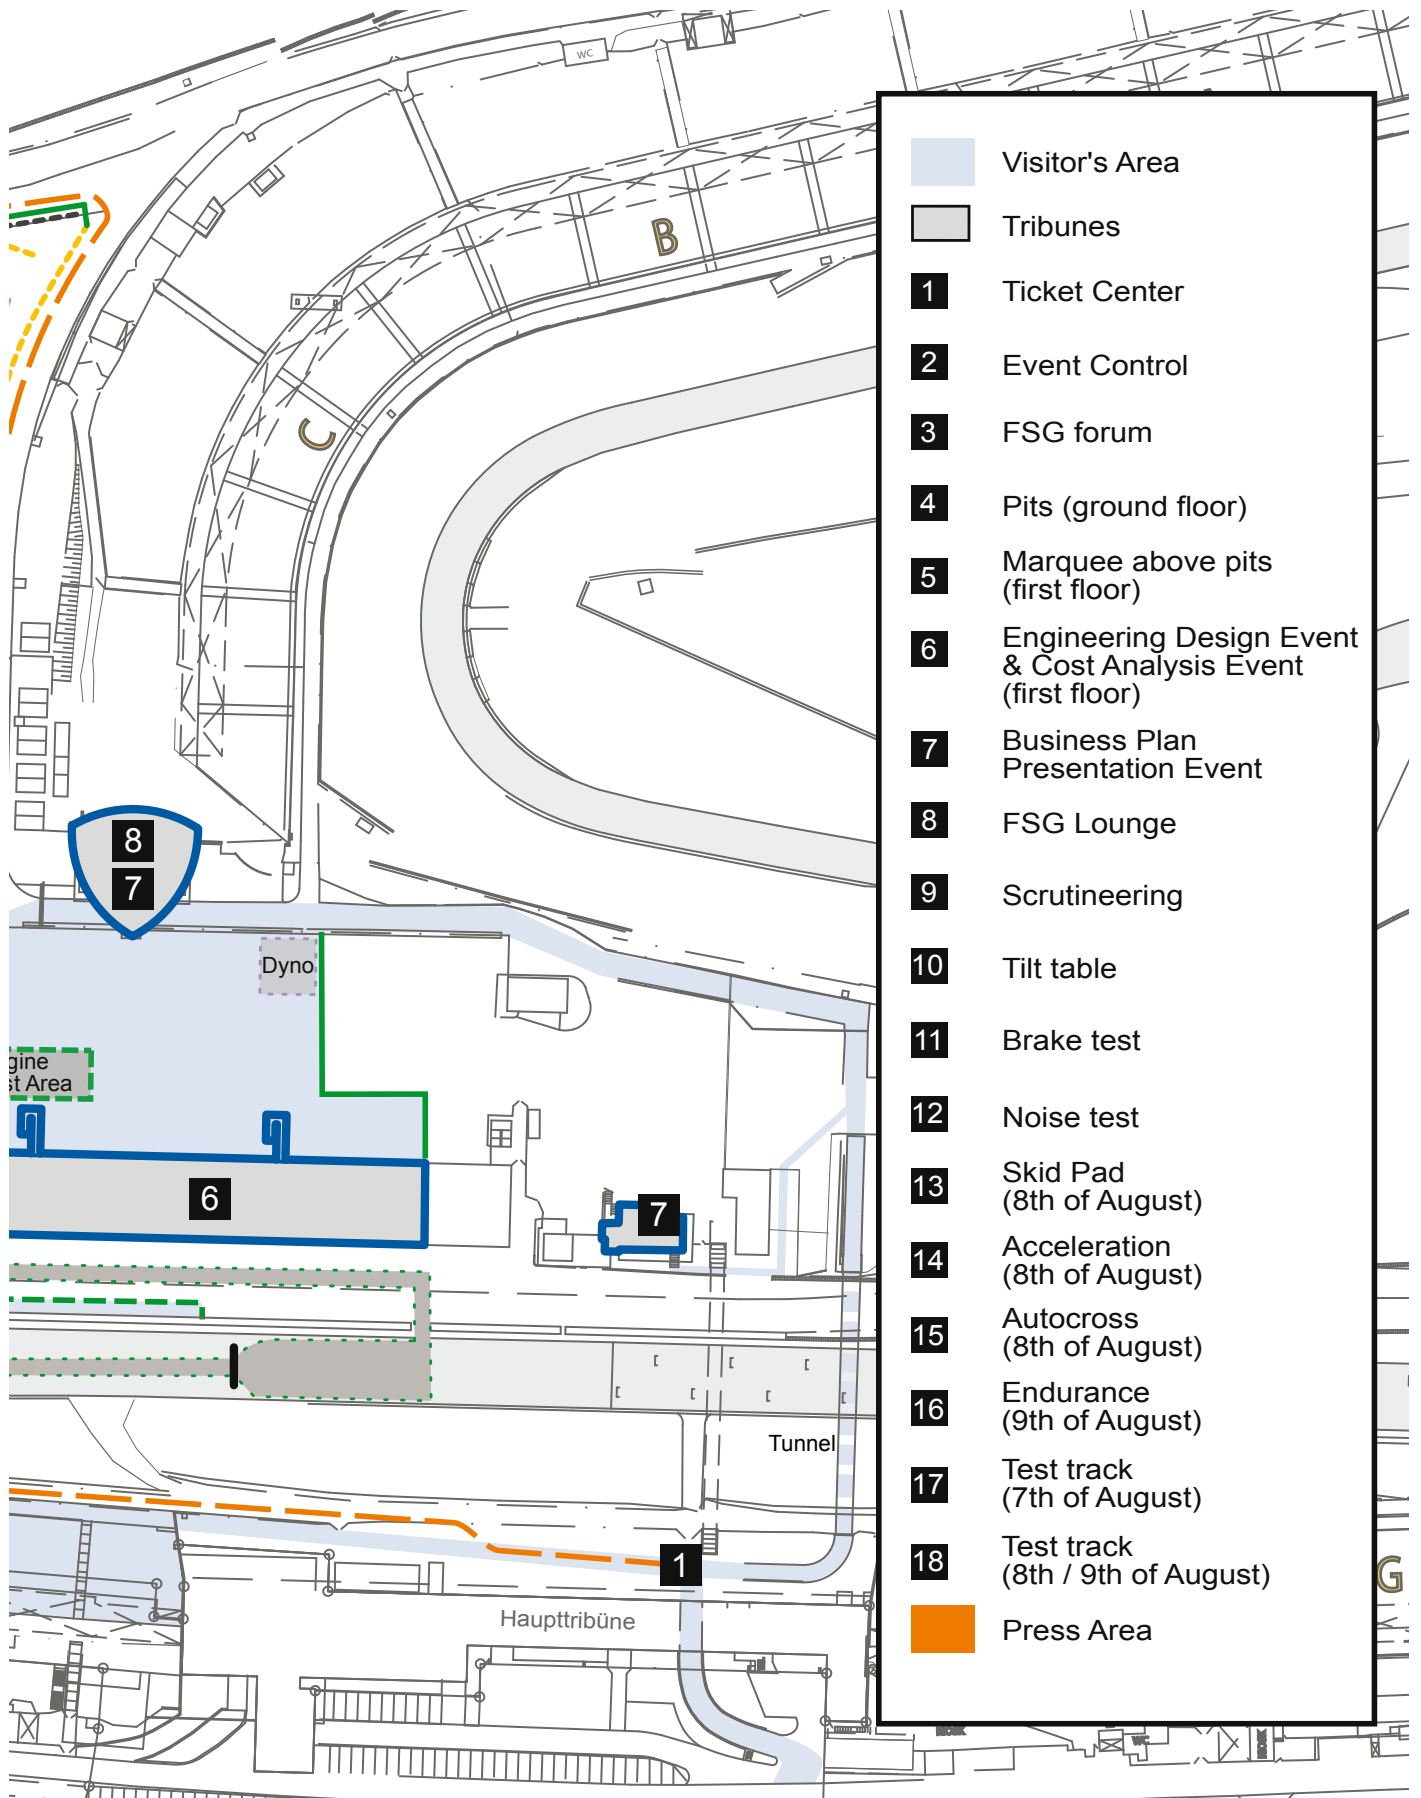 WC
B
C
8
7
Dyno
gine
st Area
6
7
Tunnel
1
Haupttribüne
G
WC
Visitor's Area
Tribunes
1 Ticket Center
2 Event Control
3 FSG forum
4 Pits (ground floor)
5 Marquee above pits
(first floor)
6 Engineering Design Event
& Cost Analysis Event
(first floor)
7 Business Plan
Presentation Event
8 FSG Lounge
9 Scrutineering
10 Tilt table
11 Brake test
12 Noise test
13 Skid Pad
(8th of August)
14 Acceleration
(8th of August)
15 Autocross
(8th of August)
16 Endurance
(9th of August)
17 Test track
(7th of August)
18 Test track
(8th / 9th of August)
Press Area